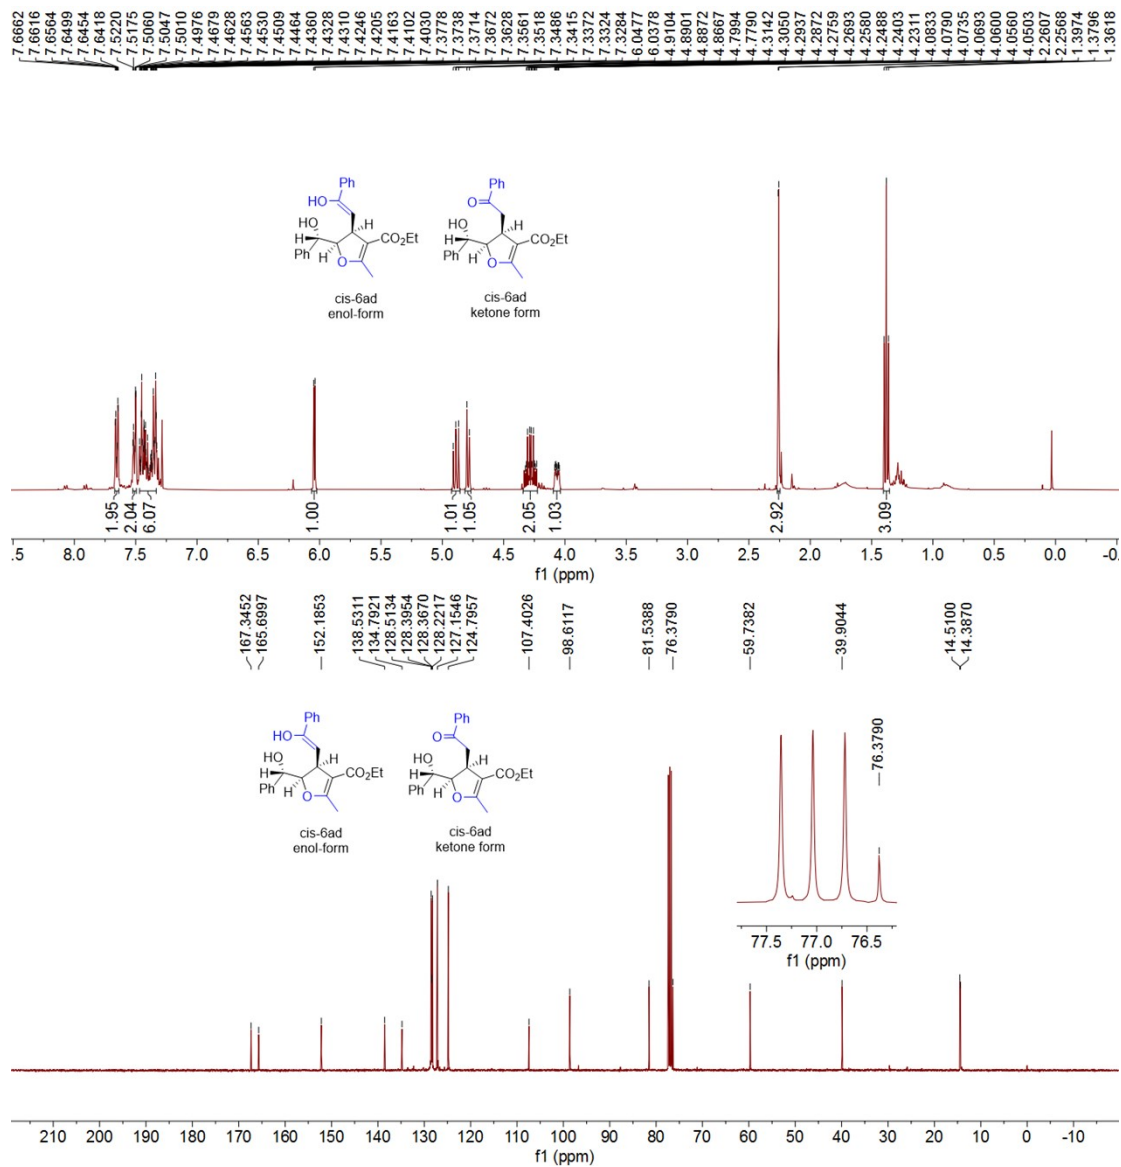 7.6662 7.6616 7.6564 7.6499 7.6454 7.6418 7.5220 7.5175 7.5060 7.5047 7.5010 7.4976 7.4679 7.4628 7.4563 7.4530 7.4509 7.4464 7.4360 7.4328 7.4310 7.4246 7.4205 7.4163 7.4102 7.4030 7.3778 7.3738 7.3714 7.3672 7.3628 7.3561 7.3518 7.3486 7.3415 7.3372 7.3324 7.3284 6.0477 6.0378 4.9104 4.8901 4.8872 4.8667 4.7994 4.7790 4.3142 4.3050 4.2937 4.2872 4.2759 4.2693 4.2580 4.2488 4.2403 4.2311 4.0833 4.0790 4.0735 4.0693 4.0600 4.0560 4.0503 2.2607 2.2568 1.3974 1.3796 1.3618
Ph Ph
HO O
HO H HO H
H CO₂Et H CO₂Et
Ph H O Ph H O
cis-6ad cis-6ad
enol-form ketone form
1.95 2.04 6.07 1.00 1.01 1.05 2.05 1.03 2.92 3.09
.5 8.0 7.5 7.0 6.5 6.0 5.5 5.0 4.5 4.0 3.5 3.0 2.5 2.0 1.5 1.0 0.5 0.0 -0.
f1 (ppm)
167.3452 165.6997 152.1853 138.5311 134.7921 128.5134 128.3954 128.3670 128.2217 127.1546 124.7957 107.4026 98.6117 81.5388 76.3790 59.7382 39.9044 14.5100 14.3870
Ph Ph
HO O
HO H HO H
H CO₂Et H CO₂Et
Ph H O Ph H O
cis-6ad cis-6ad
enol-form ketone form
76.3790
77.5 77.0 76.5
f1 (ppm)
210 200 190 180 170 160 150 140 130 120 110 100 90 80 70 60 50 40 30 20 10 0 -10
f1 (ppm)